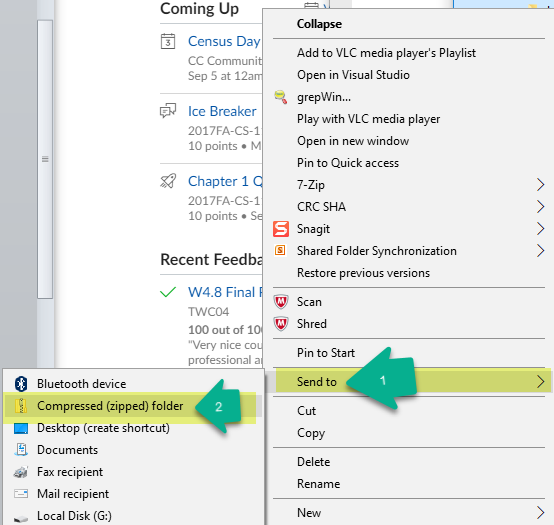 Coming Up
Census Day
CC Communi
Sep 5 at 12am
Ice Breaker
2017FA-CS-1
10 points • M
Chapter 1 Q
2017FA-CS-1
10 points • Se
Recent Feedba
W4.8 Final F
TWC04
100 out of 100
"Very nice cou
professional a
Collapse
Add to VLC media player's Playlist
Open in Visual Studio
grepWin...
Play with VLC media player
Open in new window
Pin to Quick access
7-Zip
CRC SHA
Snagit
Shared Folder Synchronization
Restore previous versions
Scan
Shred
Pin to Start
Send to
1
Cut
Copy
Delete
Rename
New
Bluetooth device
Compressed (zipped) folder
2
Desktop (create shortcut)
Documents
Fax recipient
Mail recipient
Local Disk (G:)